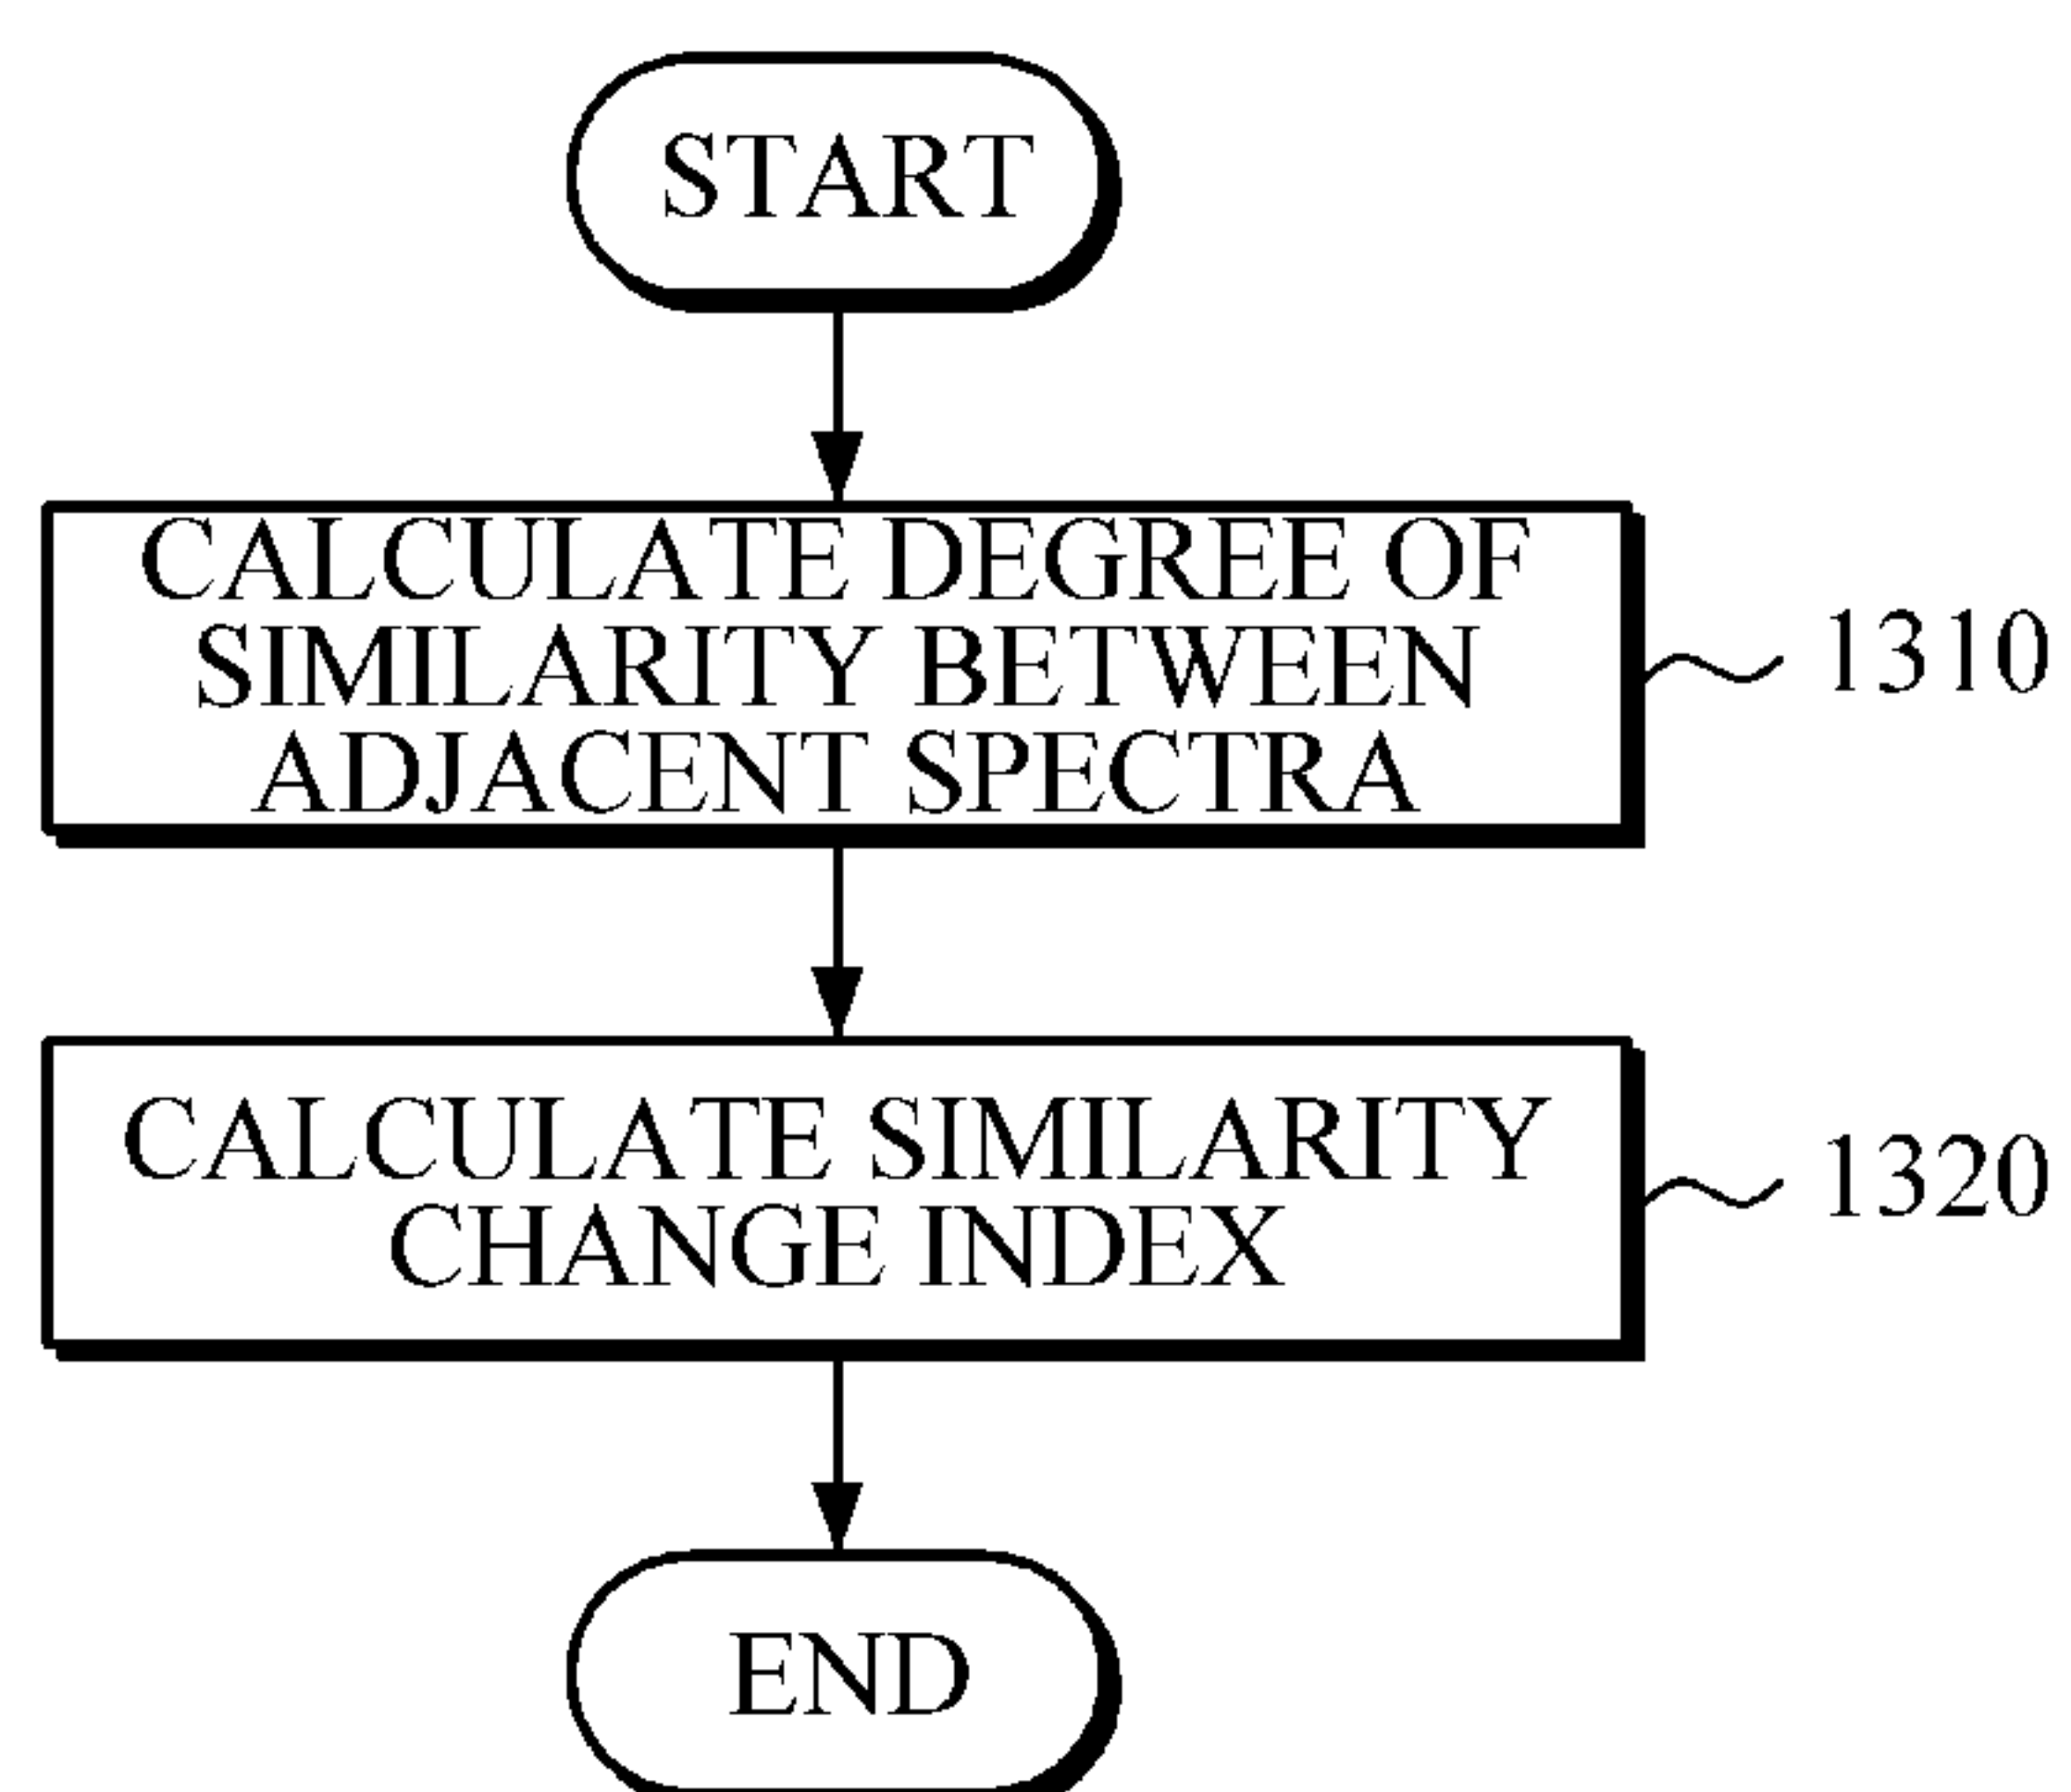 START
CALCULATE DEGREE OF
SIMILARITY BETWEEN
ADJACENT SPECTRA
1310
CALCULATE SIMILARITY
CHANGE INDEX
1320
END